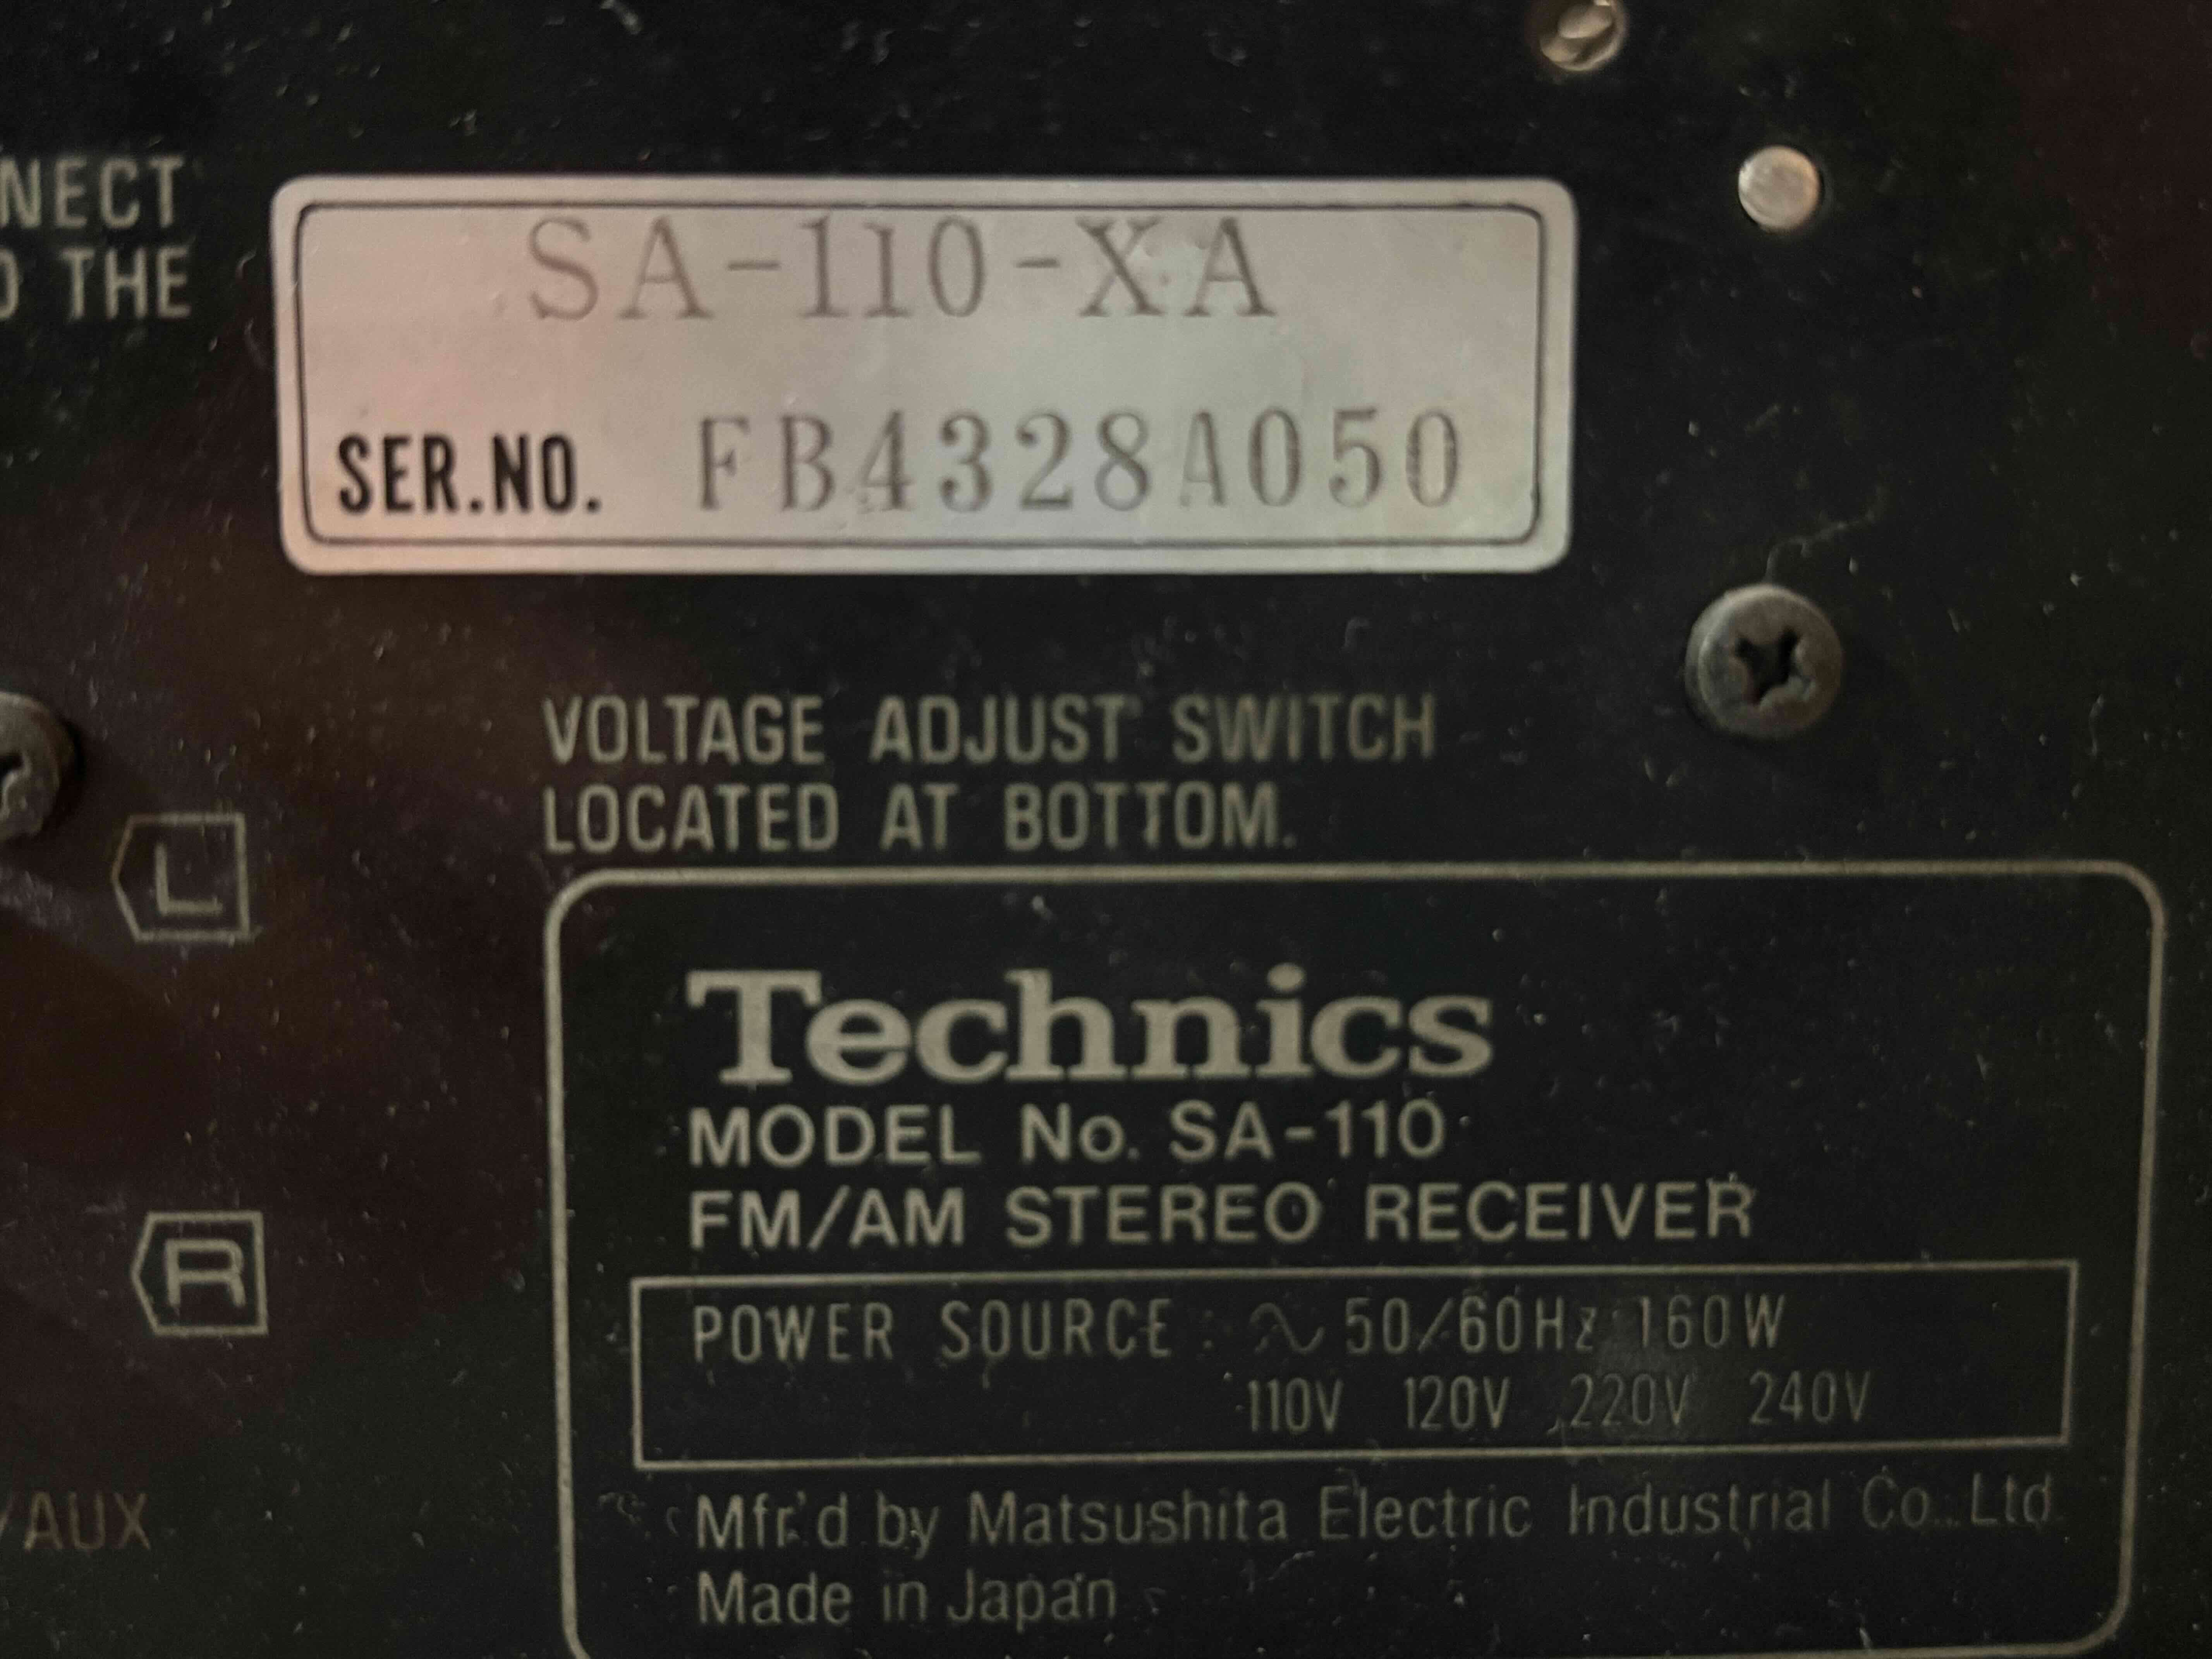 NNECT
O THE
SA-110-XA
SER.NO. FB4328A050
VOLTAGE ADJUST SWITCH
LOCATED AT BOTTOM.
L
Technics
MODEL No. SA-110
FM/AM STEREO RECEIVER
R
POWER SOURCE : ∿ 50/60Hz 160W
110V 120V 220V 240V
/AUX
Mfr.'d by Matsushita Electric Industrial Co., Ltd.
Made in Japan